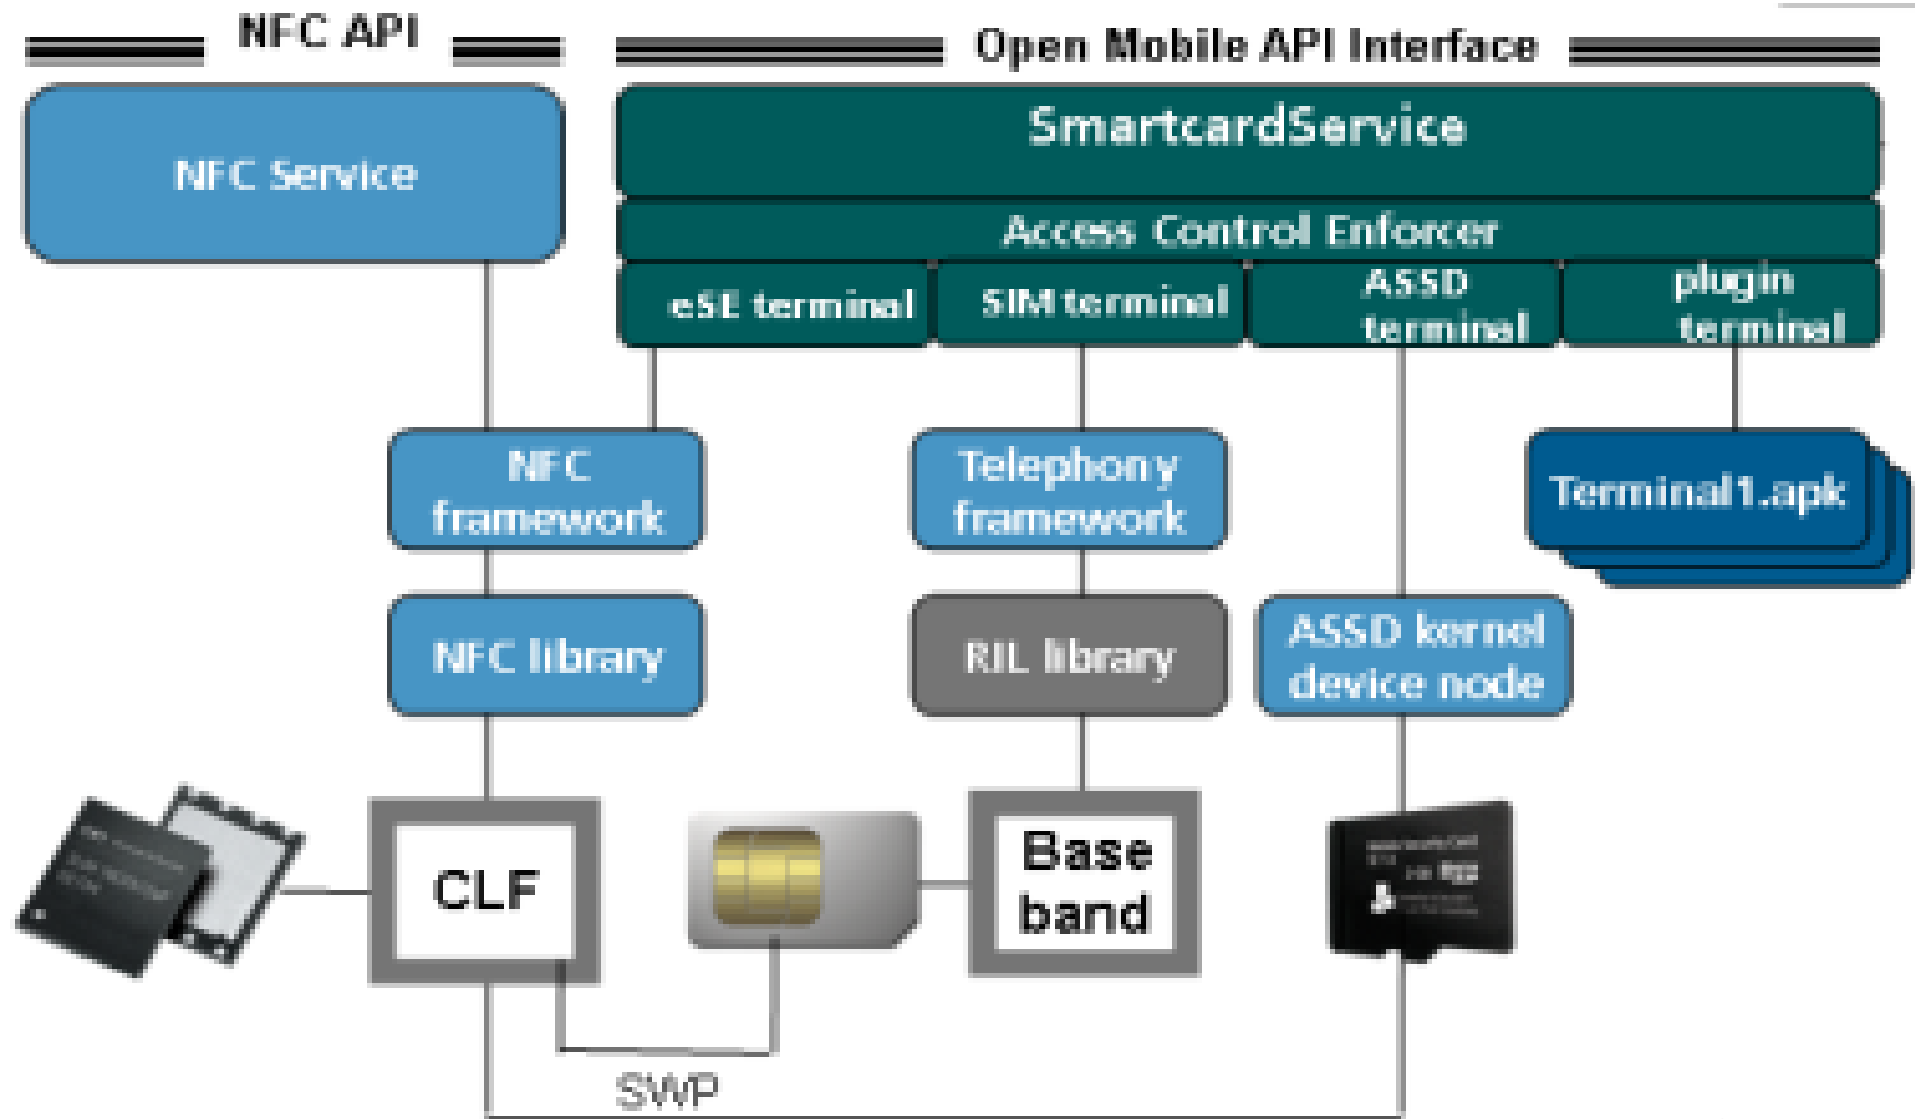 NFC API
Open Mobile API Interface
NFC Service
SmartcardService
Access Control Enforcer
eSE terminal
SIM terminal
ASSD
terminal
plugin
terminal
NFC
framework
Telephony
framework
Terminal1.apk
NFC library
RIL library
ASSD kernel
device node
CLF
Base
band
SWP